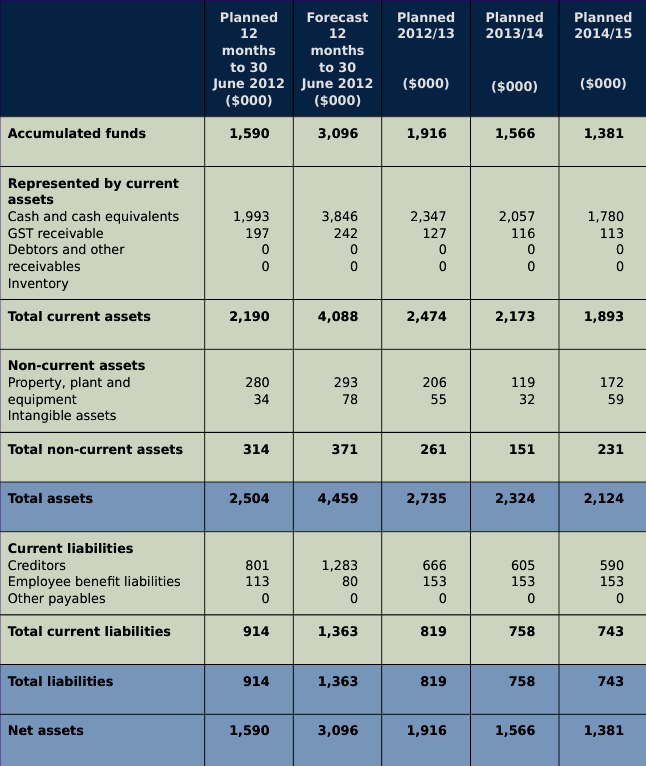 Planned 12 months to 30 June 2012 ($000) Forecast 12 months to 30 June 2012 ($000) Planned 2012/13 ($000) Planned 2013/14 ($000) Planned 2014/15 ($000)
Accumulated funds 1,590 3,096 1,916 1,566 1,381
Represented by current
assets
Cash and cash equivalents 1,993 3,846 2,347 2,057 1,780
GST receivable 197 242 127 116 113
Debtors and other 0 0 0 0 0
receivables 0 0 0 0 0
Inventory
Total current assets 2,190 4,088 2,474 2,173 1,893
Non-current assets
Property, plant and 280 293 206 119 172
equipment 34 78 55 32 59
Intangible assets
Total non-current assets 314 371 261 151 231
Total assets 2,504 4,459 2,735 2,324 2,124
Current liabilities
Creditors 801 1,283 666 605 590
Employee benefit liabilities 113 80 153 153 153
Other payables 0 0 0 0 0
Total current liabilities 914 1,363 819 758 743
Total liabilities 914 1,363 819 758 743
Net assets 1,590 3,096 1,916 1,566 1,381